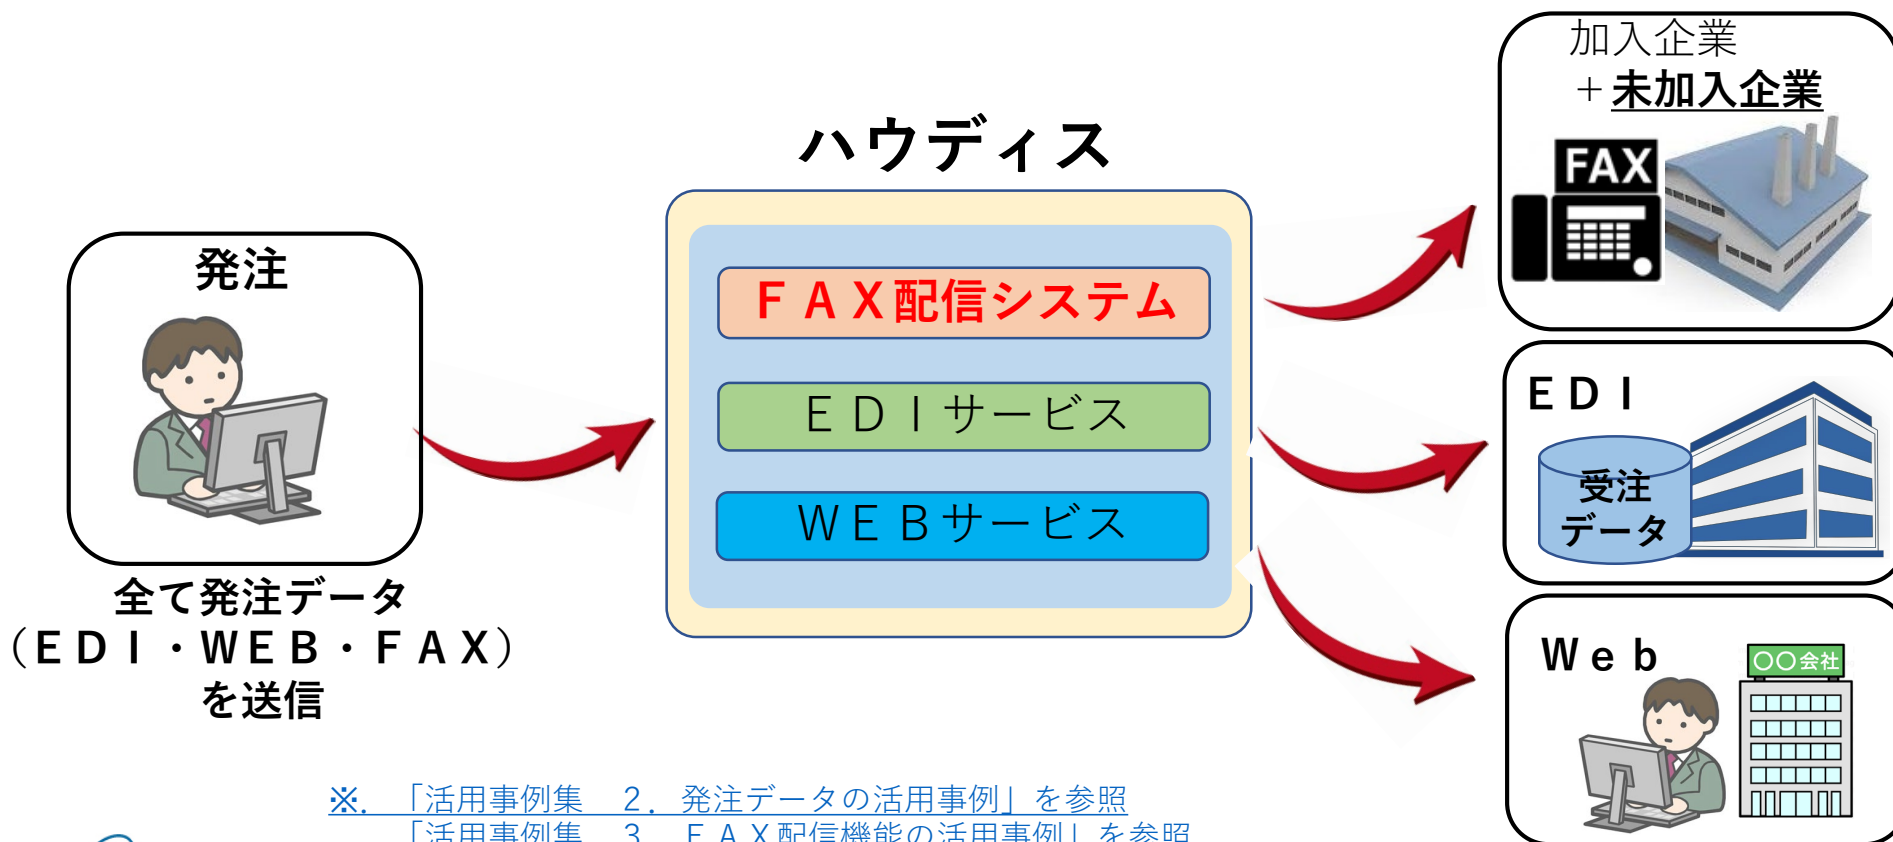 発注
全て発注データ
（ＥＤＩ・ＷＥＢ・ＦＡＸ）
を送信
ハウディス
ＦＡＸ配信システム
ＥＤＩサービス
ＷＥＢサービス
加入企業
＋未加入企業
FAX
ＥＤＩ
受注
データ
Ｗｅｂ
〇〇会社
※．「活用事例集　２．発注データの活用事例」を参照
「活用事例集　３．ＦＡＸ配信機能の活用事例」を参照